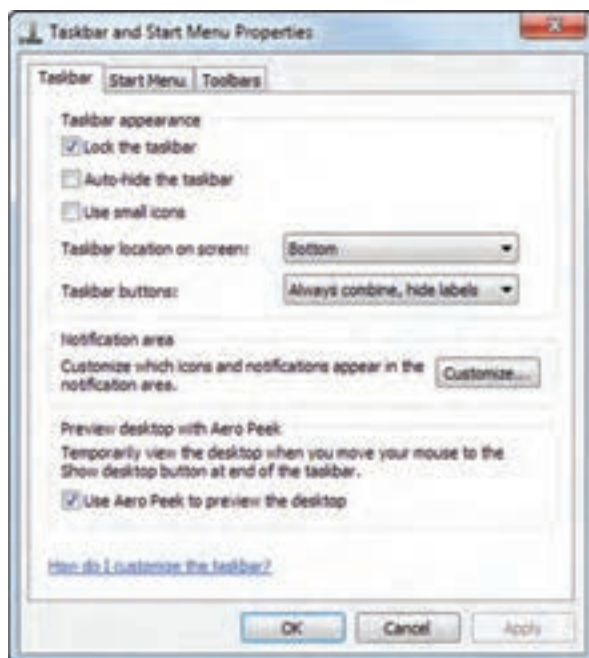 Taskbar and Start Menu Properties
Taskbar Start Menu Toolbars
Taskbar appearance
Lock the taskbar
Auto-hide the taskbar
Use small icons
Taskbar location on screen: Bottom
Taskbar buttons: Always combine, hide labels
Notification area
Customize which icons and notifications appear in the
notification area.
Customize...
Preview desktop with Aero Peek
Temporarily view the desktop when you move your mouse to the
Show desktop button at end of the taskbar.
Use Aero Peek to preview the desktop
How do I customize the taskbar?
OK Cancel Apply